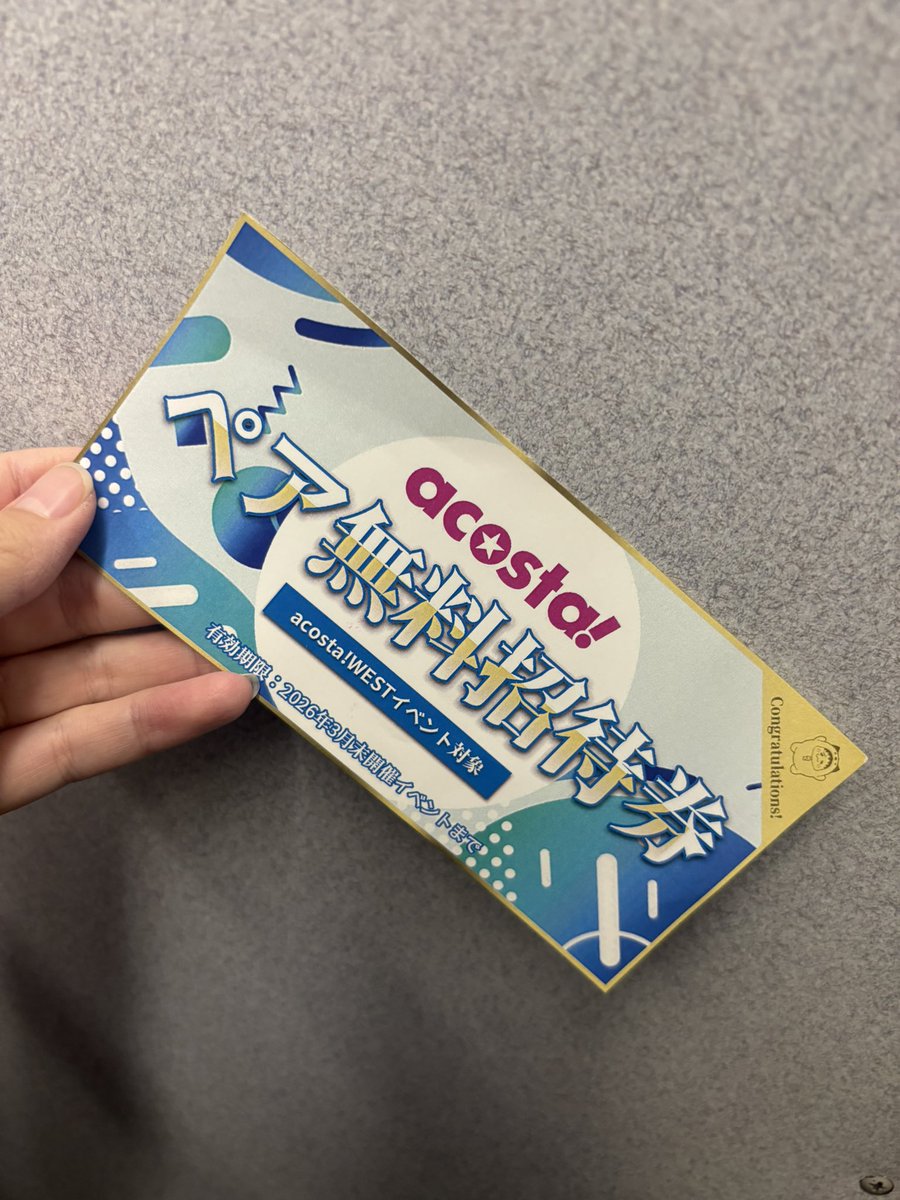 acosta!
ペア無料招待券
acosta!WESTイベント対象
有効期限：2026年3月末開催イベントまで
Congratulations!